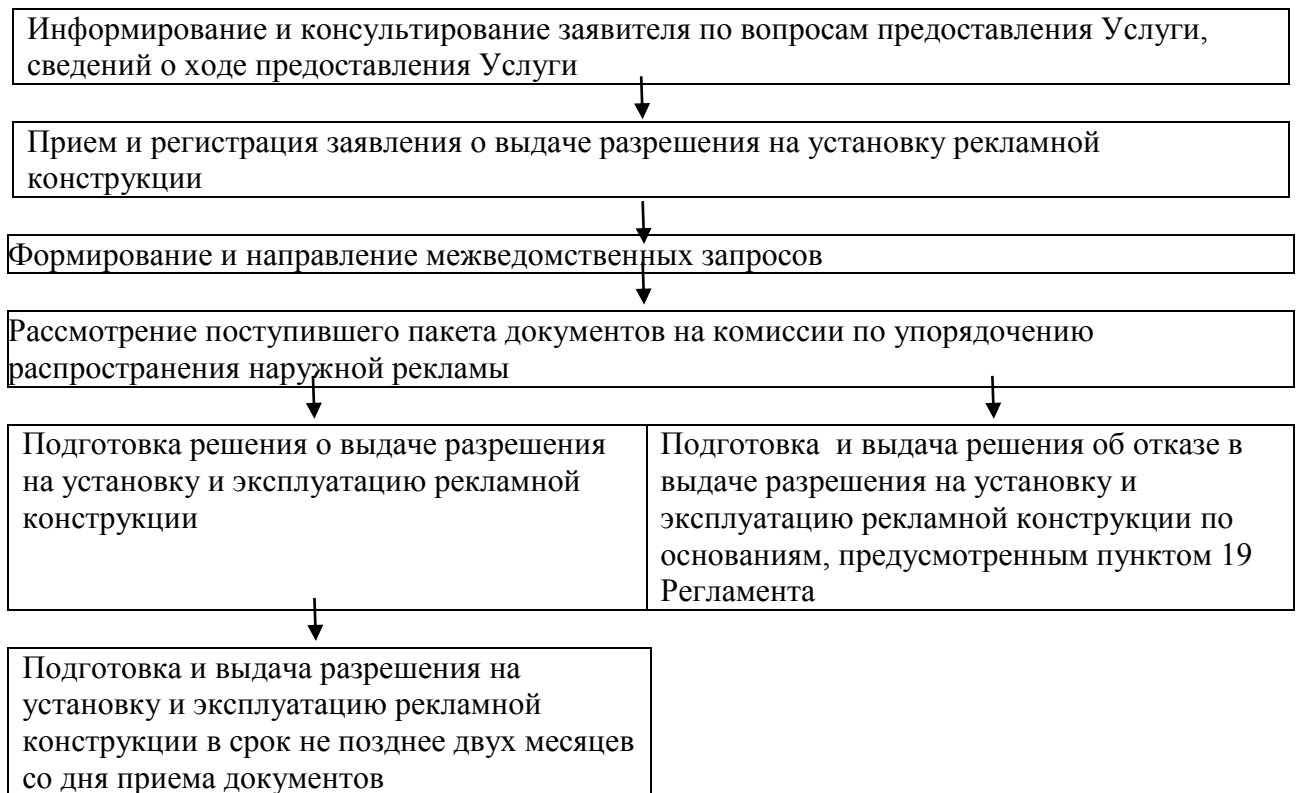 Информирование и консультирование заявителя по вопросам предоставления Услуги,
сведений о ходе предоставления Услуги
Прием и регистрация заявления о выдаче разрешения на установку рекламной
конструкции
Формирование и направление межведомственных запросов
Рассмотрение поступившего пакета документов на комиссии по упорядочению
распространения наружной рекламы
Подготовка решения о выдаче разрешения
на установку и эксплуатацию рекламной
конструкции
Подготовка и выдача решения об отказе в
выдаче разрешения на установку и
эксплуатацию рекламной конструкции по
основаниям, предусмотренным пунктом 19
Регламента
Подготовка и выдача разрешения на
установку и эксплуатацию рекламной
конструкции в срок не позднее двух месяцев
со дня приема документов